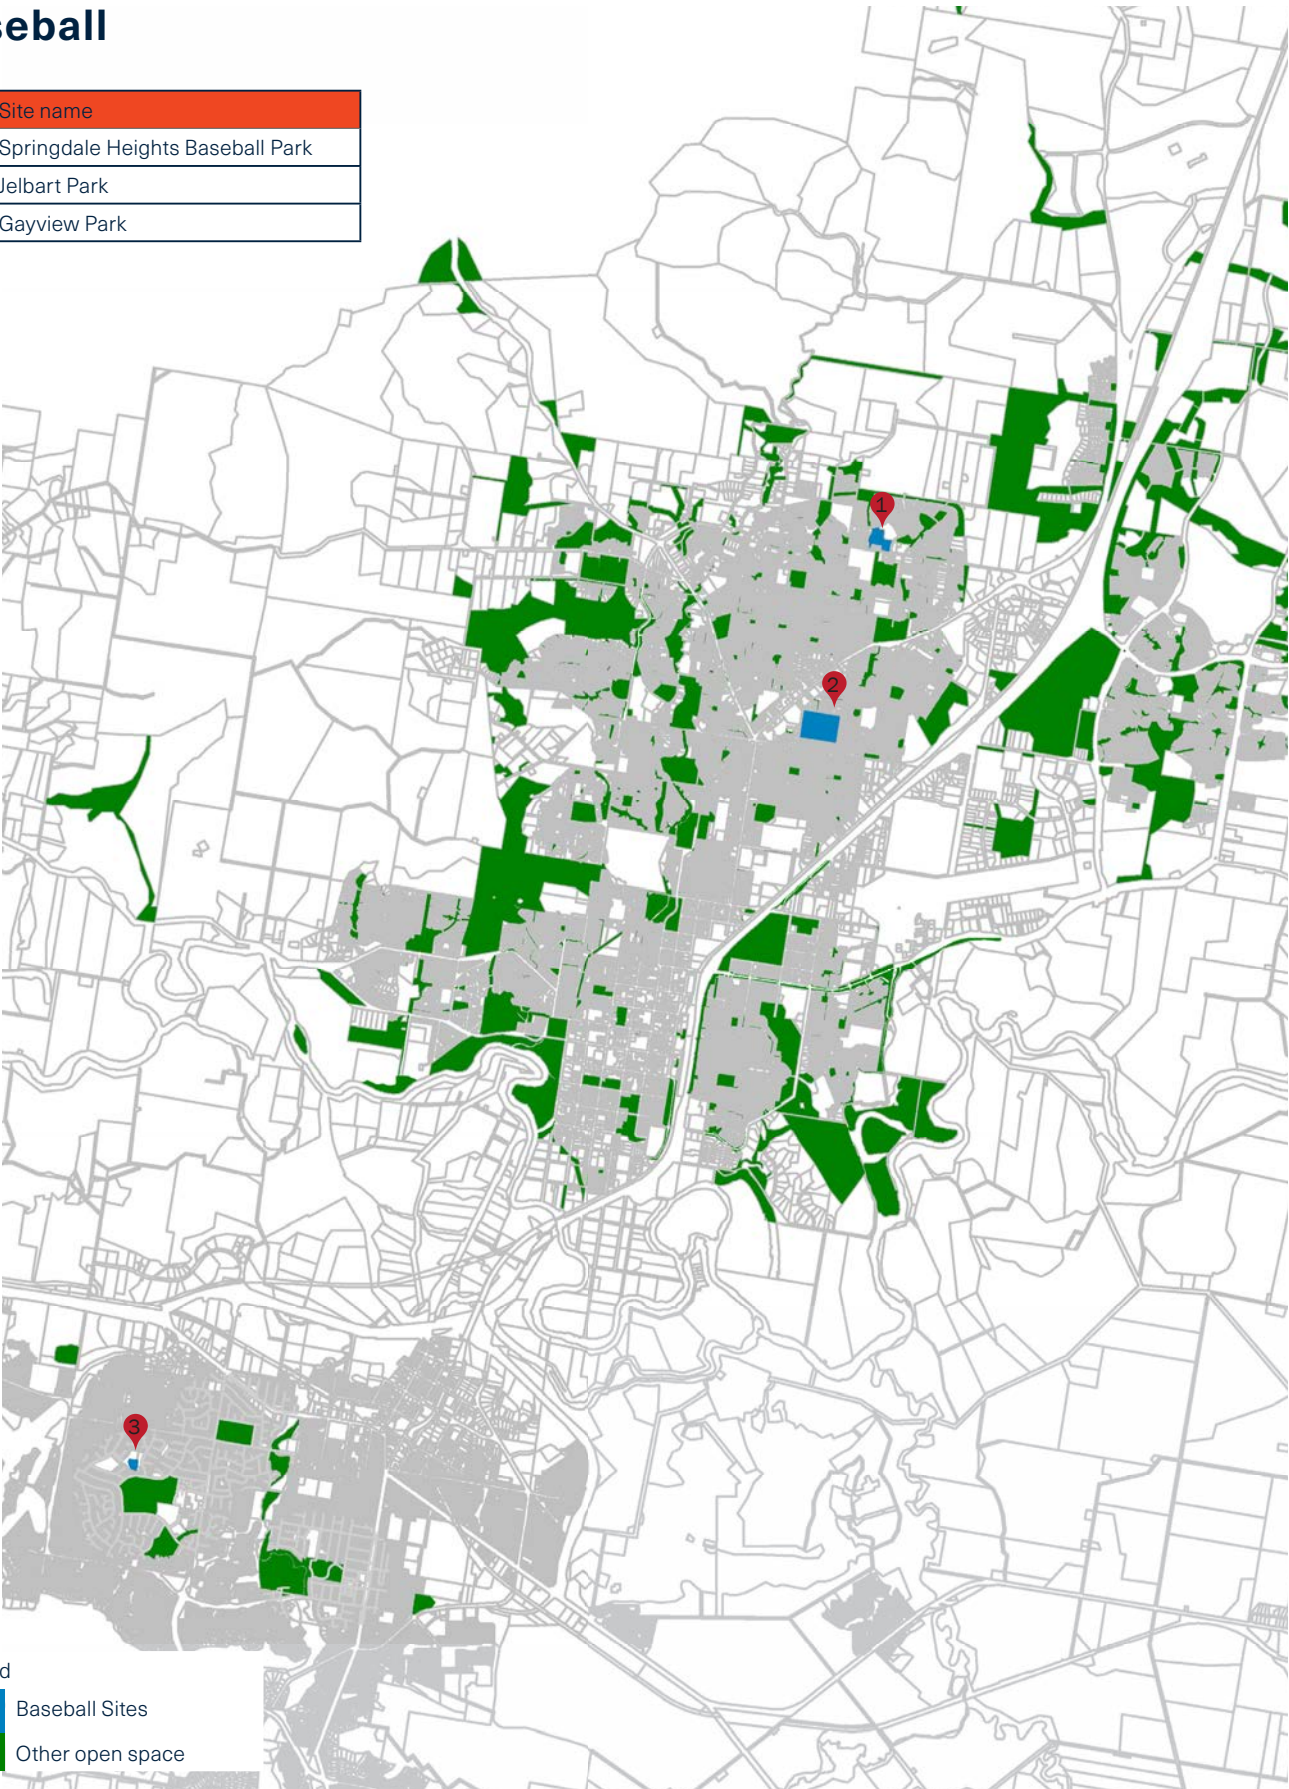 seball
Site name
Springdale Heights Baseball Park
Jelbart Park
Gayview Park
1
2
3
d
Baseball Sites
Other open space